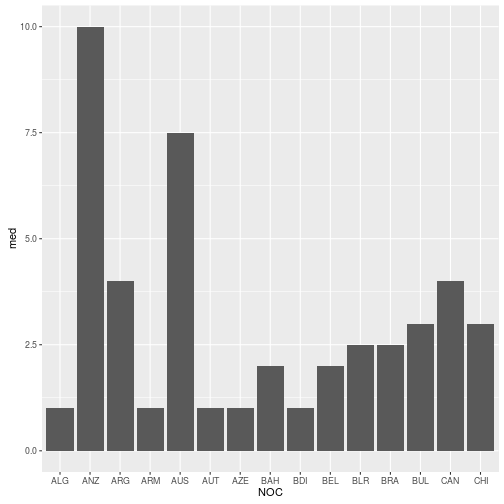 10.0
7.5
5.0
2.5
0.0
med
ALG ANZ ARG ARM AUS AUT AZE BAH BDI BEL BLR BRA BUL CAN CHI
NOC